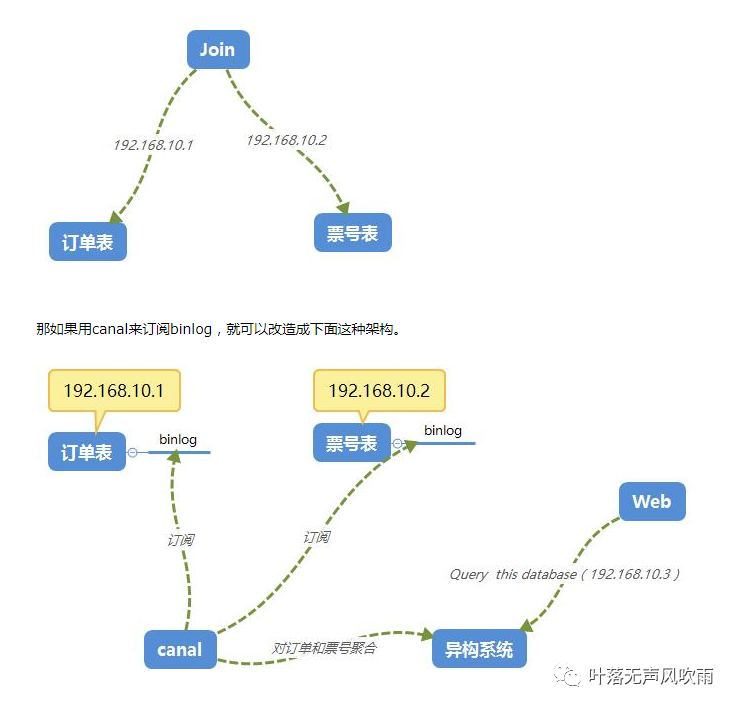 Join
192.168.10.1
192.168.10.2
订单表
票号表
那如果用canal来订阅binlog，就可以改造成下面这种架构。
192.168.10.1
192.168.10.2
订单表
binlog
票号表
binlog
Web
订阅
订阅
Query this database（192.168.10.3）
canal
对订单和票号聚合
异构系统
叶落无声风吹雨